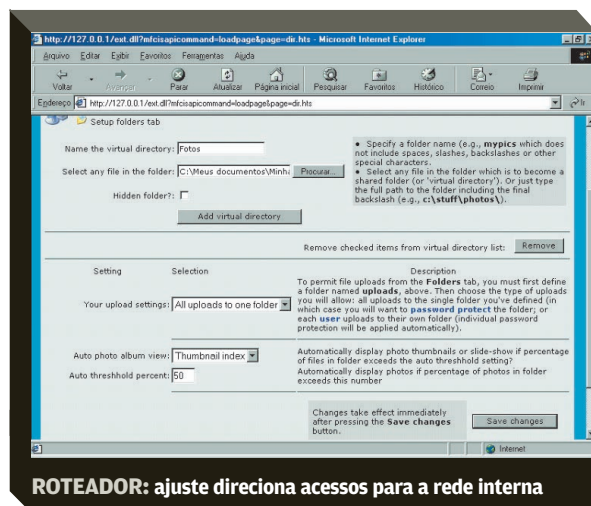 http://127.0.0.1/ext.dll?mfcisapicommand=loadpage&page=dir.hts - Microsoft Internet Explorer
Arquivo Editar Exibir Favoritos Ferramentas Ajuda
Voltar Avançar Parar Atualizar Página inicial Pesquisar Favoritos Histórico Correio Imprimir
Endereço http://127.0.0.1/ext.dll?mfcisapicommand=loadpage&page=dir.hts Ir
Setup folders tab
Name the virtual directory: Fotos
Select any file in the folder: C:\Meus documentos\Minha Procurar...
Hidden folder?:
Add virtual directory
• Specify a folder name (e.g., mypics which does
not include spaces, slashes, backslashes or other
special characters.
• Select any file in the folder which is to become a
shared folder (or 'virtual directory'). Or just type
the full path to the folder including the final
backslash (e.g., c:\stuff\photos\).
Remove checked items from virtual directory list: Remove
Setting Selection Description
Your upload settings: All uploads to one folder
To permit file uploads from the Folders tab, you must first define
a folder named uploads, above. Then choose the type of uploads
you will allow: all uploads to the single folder you've defined (in
which case you will want to password protect the folder; or
each user uploads to their own folder (individual password
protection will be applied automatically).
Auto photo album view: Thumbnail index
Automatically display photo thumbnails or slide-show if percentage
of files in folder exceeds the auto threshhold setting?
Auto threshhold percent: 50
Automatically display photos if percentage of photos in folder
exceeds this number
Changes take effect immediately
after pressing the Save changes
button.
Save changes
Internet
ROTEADOR: ajuste direciona acessos para a rede interna